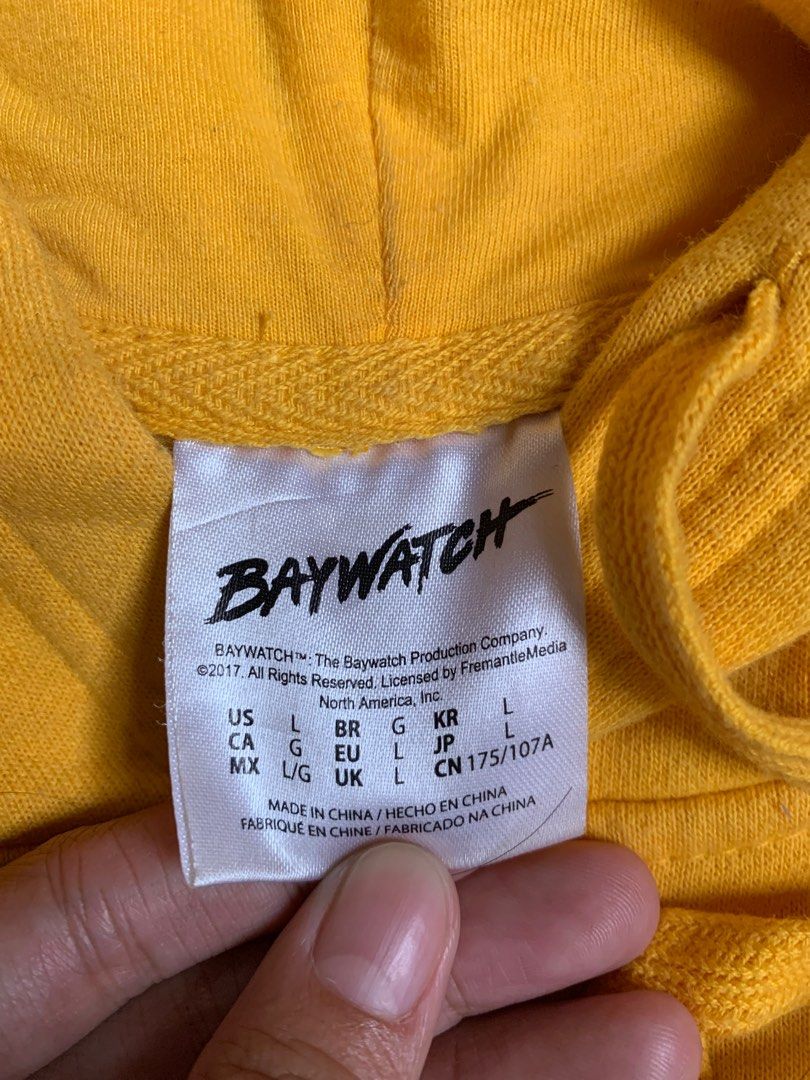 BAYWATCH
BAYWATCH™: The Baywatch Production Company.
©2017. All Rights Reserved. Licensed by FremantleMedia
North America, Inc.
US L BR G KR L
CA G EU L JP L
MX L/G UK L CN 175/107A
MADE IN CHINA / HECHO EN CHINA
FABRIQUÉ EN CHINE / FABRICADO NA CHINA